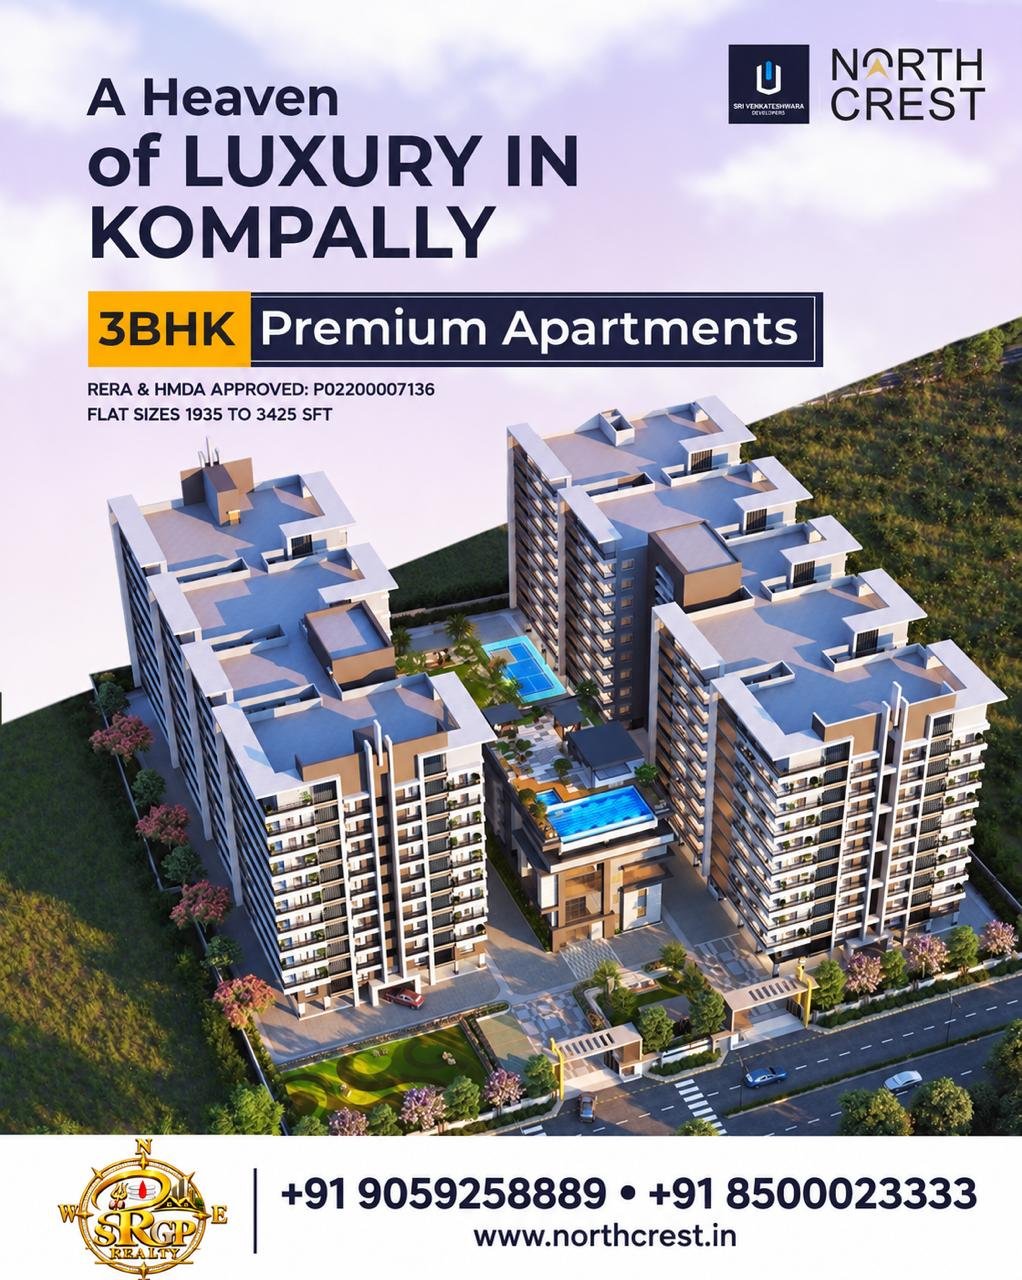 A Heaven
of LUXURY IN
KOMPALLY
SRI VENKATESHWARA
DEVELOPERS
NORTH
CREST
3BHK Premium Apartments
RERA & HMDA APPROVED: P02200007136
FLAT SIZES 1935 TO 3425 SFT
N
W E
SRGP
REALTY
+91 9059258889 • +91 8500023333
www.northcrest.in